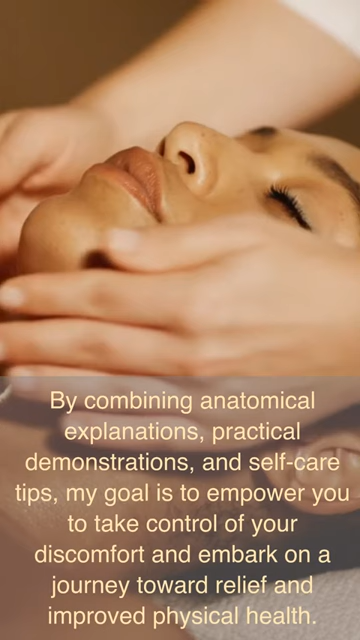 By combining anatomical
explanations, practical
demonstrations, and self-care
tips, my goal is to empower you
to take control of your
discomfort and embark on a
journey toward relief and
improved physical health.